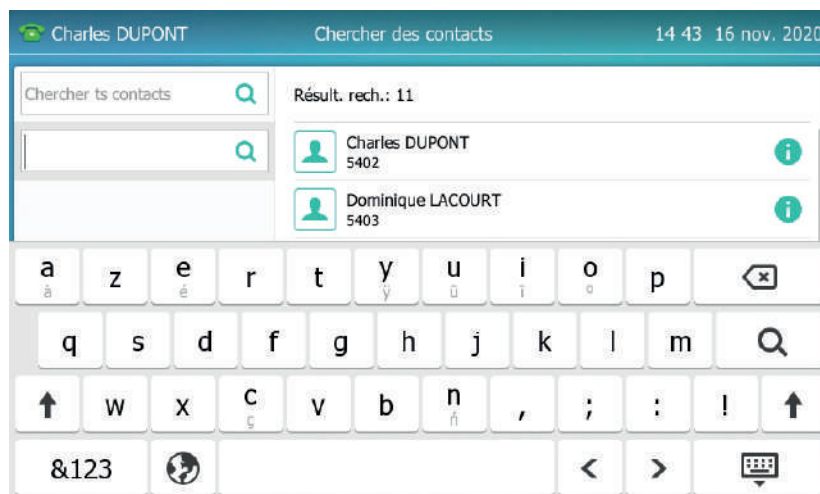 Charles DUPONT Chercher des contacts 14 43 16 nov. 2020
Chercher ts contacts
Résult. rech.: 11
Charles DUPONT
5402
Dominique LACOURT
5403
a z e r t y u i o p
à é ÿ û î º
q s d f g h j k l m
w x c v b n , ; : !
ç ñ
&123 < >